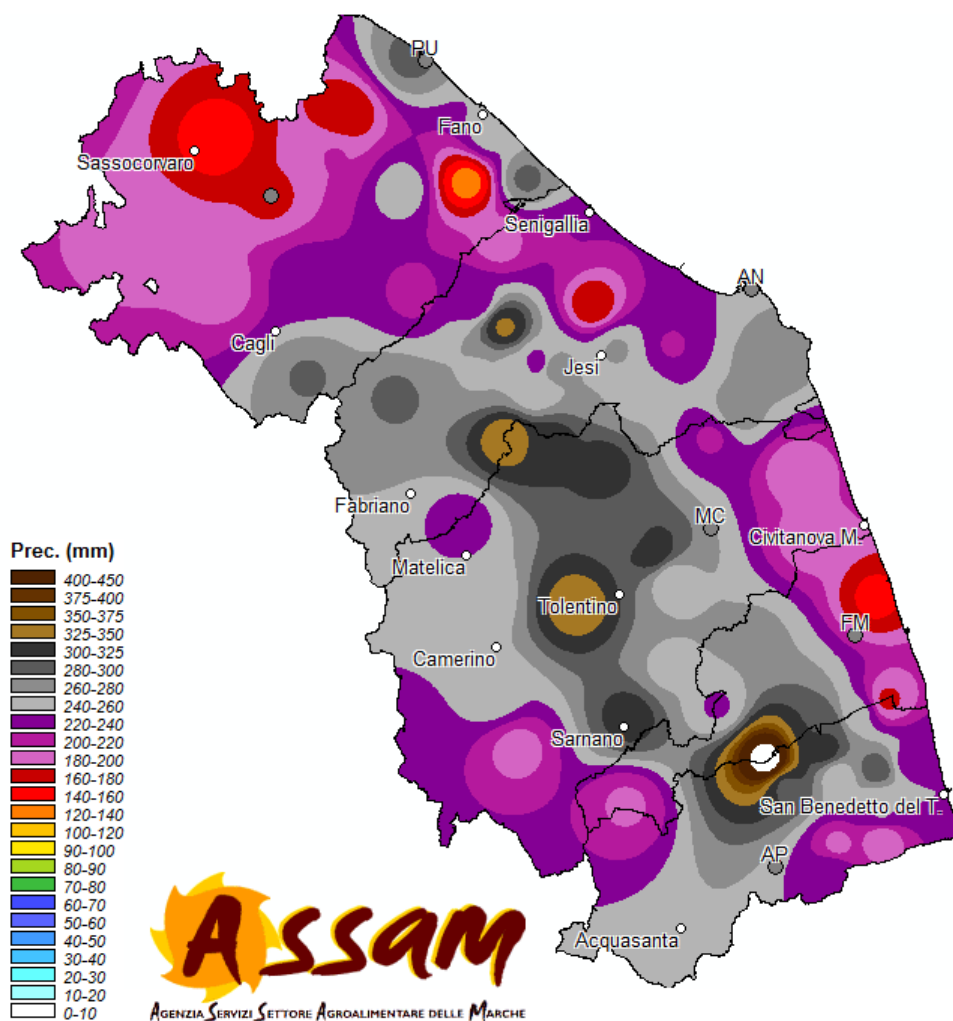 PU
Fano
Sassocorvaro
Senigallia
AN
Cagli
Jesi
Fabriano
MC
Civitanova M.
Matelica
Tolentino
FM
Camerino
Sarnano
San Benedetto del T.
AP
Acquasanta
Prec. (mm)
400-450
375-400
350-375
325-350
300-325
280-300
260-280
240-260
220-240
200-220
180-200
160-180
140-160
120-140
100-120
90-100
80-90
70-80
60-70
50-60
40-50
30-40
20-30
10-20
0-10
Assam
Agenzia Servizi Settore Agroalimentare delle Marche